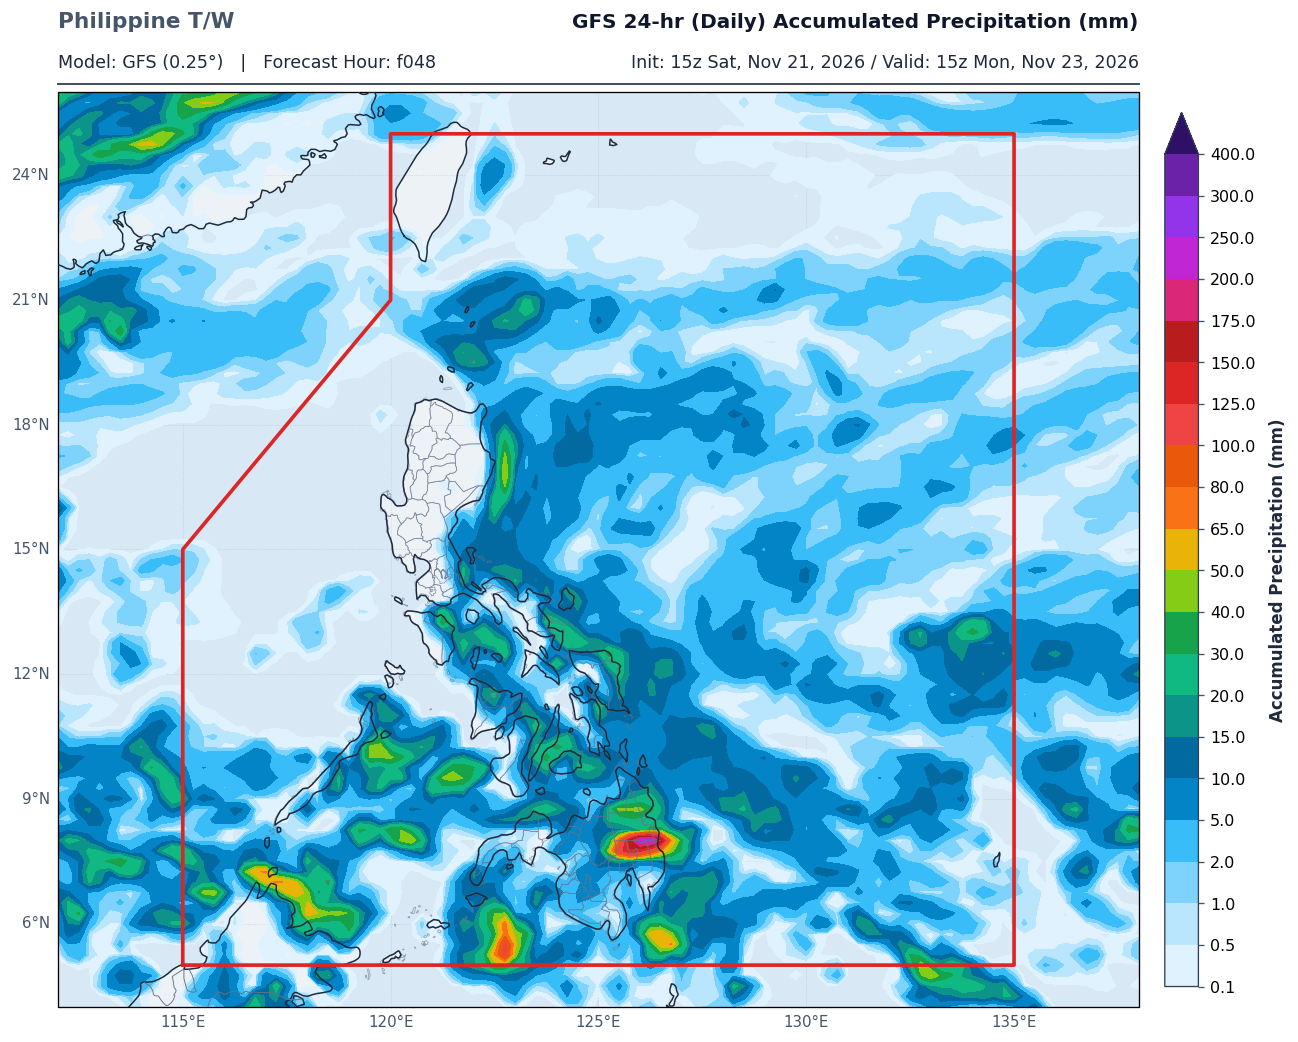 Philippine T/W
GFS 24-hr (Daily) Accumulated Precipitation (mm)
Model: GFS (0.25°)   |   Forecast Hour: f048
Init: 15z Sat, Nov 21, 2026 / Valid: 15z Mon, Nov 23, 2026
24°N
21°N
18°N
15°N
12°N
9°N
6°N
115°E
120°E
125°E
130°E
135°E
400.0
300.0
250.0
200.0
175.0
150.0
125.0
100.0
80.0
65.0
50.0
40.0
30.0
20.0
15.0
10.0
5.0
2.0
1.0
0.5
0.1
Accumulated Precipitation (mm)